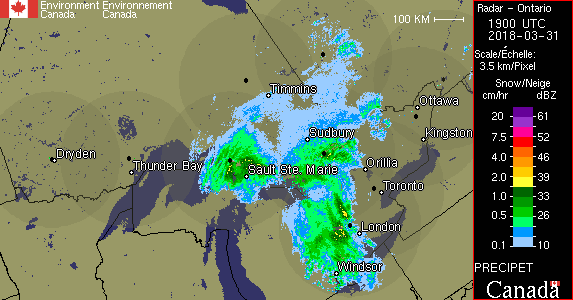 Environment Environnement
Canada Canada
100 KM
Timmins
Ottawa
Sudbury
Kingston
Dryden
Thunder Bay
Sault Ste. Marie
Orillia
Toronto
London
Windsor
Radar - Ontario
1900 UTC
2018-03-31
Scale/Échelle:
3.5 km/Pixel
Snow/Neige
cm/hr dBZ
20 61
7.5 52
4.0 46
2.0 39
1.0 33
0.5 26
0.1 10
PRECIPET
Canada